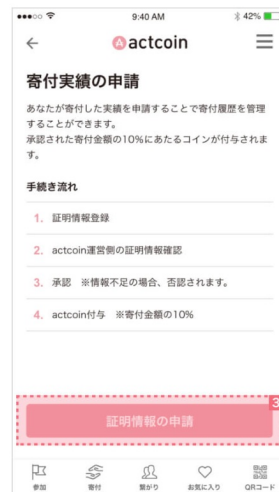 9:40 AM
42%
actcoin
寄付実績の申請
あなたが寄付した実績を申請することで寄付履歴を管理
することができます。
承認された寄付金額の10%にあたるコインが付与されま
す。
手続き流れ
1. 証明情報登録
2. actcoin運営側の証明情報確認
3. 承認 ※情報不足の場合、否認されます。
4. actcoin付与 ※寄付金額の10%
3
証明情報の申請
参加 寄付 繋がり お気に入り QRコード